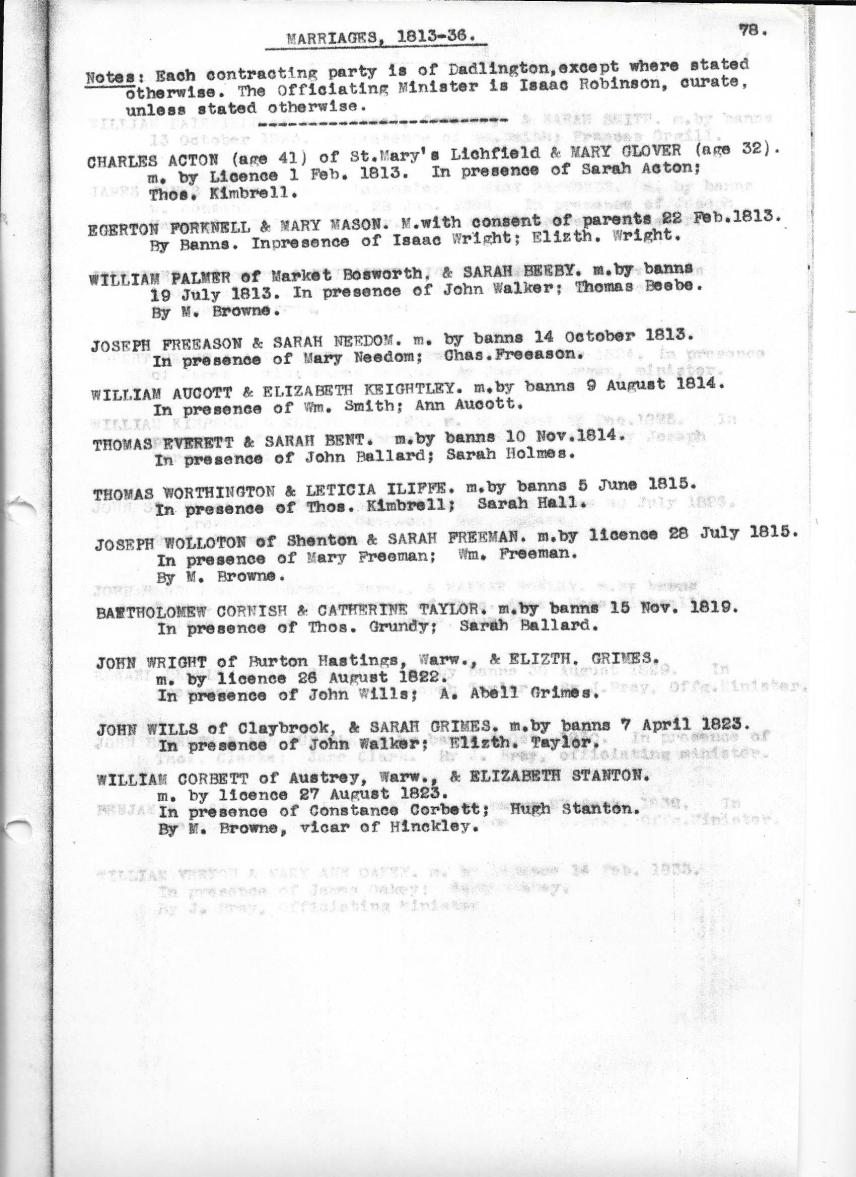 78.
MARRIAGES, 1813-36.
Notes: Each contracting party is of Dadlington,except where stated
otherwise. The Officiating Minister is Isaac Robinson, curate,
unless stated otherwise.
CHARLES ACTON (age 41) of St.Mary's Lichfield & MARY GLOVER (age 32).
m. by Licence 1 Feb. 1813. In presence of Sarah Acton;
Thos. Kimbrell.
EGERTON FORKNELL & MARY MASON. M.with consent of parents 22 Feb.1813.
By Banns. Inpresence of Isaac Wright; Elizth. Wright.
WILLIAM PALMER of Market Bosworth. & SARAH BEEBY. m.by banns
19 July 1813. In presence of John Walker; Thomas Beebe.
By M. Browne.
JOSEPH FREEASON & SARAH NEEDOM. m. by banns 14 October 1813.
In presence of Mary Needom; Chas.Freeason.
WILLIAM AUCOTT & ELIZABETH KEIGHTLEY. m.by banns 9 August 1814.
In presence of Wm. Smith; Ann Aucott.
THOMAS EVERETT & SARAH BENT. m.by banns 10 Nov.1814.
In presence of John Ballard; Sarah Holmes.
THOMAS WORTHINGTON & LETICIA ILIFFE. m.by banns 5 June 1815.
In presence of Thos. Kimbrell; Sarah Hall.
JOSEPH WOLLOTON of Shenton & SARAH FREEMAN. m.by licence 28 July 1815.
In presence of Mary Freeman; Wm. Freeman.
By M. Browne.
BARTHOLOMEW CORNISH & CATHERINE TAYLOR. m.by banns 15 Nov. 1819.
In presence of Thos. Grundy; Sarah Ballard.
JOHN WRIGHT of Burton Hastings, Warw., & ELIZTH. GRIMES.
m. by licence 26 August 1822.
In presence of John Wills; A. Abell Grimes.
JOHN WILLS of Claybrook, & SARAH GRIMES. m.by banns 7 April 1823.
In presence of John Walker; Elizth. Taylor.
WILLIAM CORBETT of Austrey, Warw., & ELIZABETH STANTON.
m. by licence 27 August 1823.
In presence of Constance Corbett; Hugh Stanton.
By M. Browne, vicar of Hinckley.